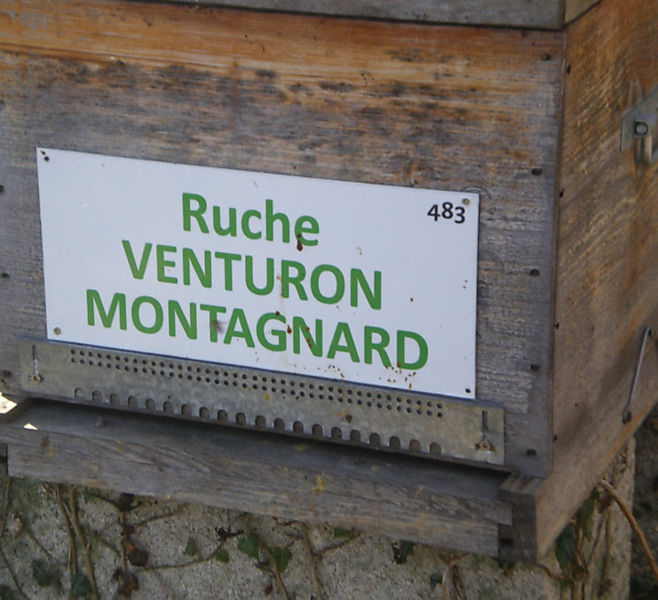 Ruche
483
VENTURON
MONTAGNARD